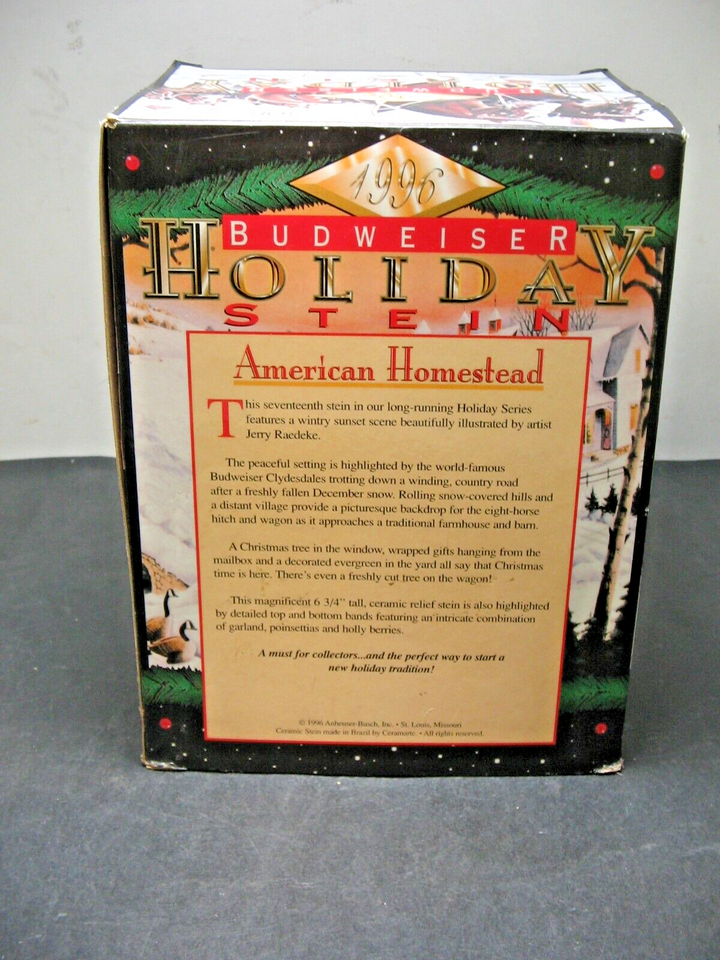 HOLIDAY
1996
BUDWEISER
HOLIDAY
STEIN
American Homestead
This seventeenth stein in our long-running Holiday Series
features a wintry sunset scene beautifully illustrated by artist
Jerry Raedeke.
The peaceful setting is highlighted by the world-famous
Budweiser Clydesdales trotting down a winding, country road
after a freshly fallen December snow. Rolling snow-covered hills and
a distant village provide a picturesque backdrop for the eight-horse
hitch and wagon as it approaches a traditional farmhouse and barn.
A Christmas tree in the window, wrapped gifts hanging from the
mailbox and a decorated evergreen in the yard all say that Christmas
time is here. There's even a freshly cut tree on the wagon!
This magnificent 6 3/4" tall, ceramic relief stein is also highlighted
by detailed top and bottom bands featuring an intricate combination
of garland, poinsettias and holly berries.
A must for collectors...and the perfect way to start a
new holiday tradition!
© 1996 Anheuser-Busch, Inc. • St. Louis, Missouri
Ceramic Stein made in Brazil by Ceramarte. • All rights reserved.